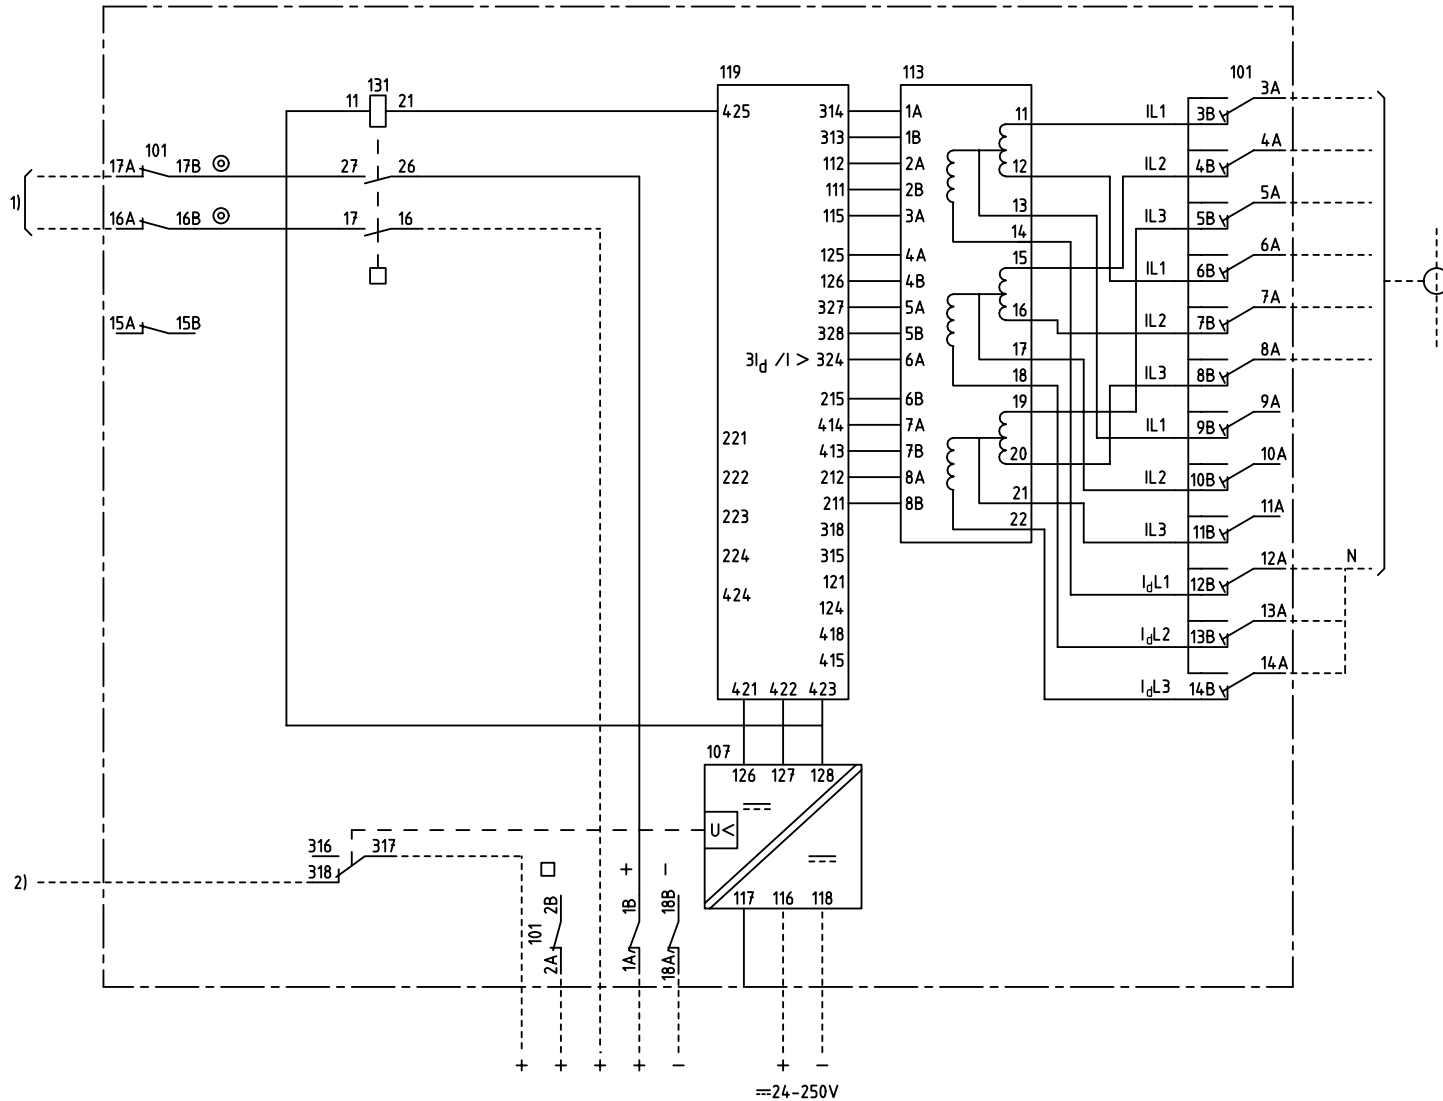 119 113 101 3A
131
11 21 425 314 1A 11 IL1 3B
313 1B 4A
101
17A 17B 27 26 112 2A 12 IL2 4B
111 2B 5A
1)
16A 16B 17 16 115 3A 13 IL3 5B
14
125 4A 15 6A
126 4B IL1 6B
327 5A 16 7A
15A 15B 328 5B IL2 7B
3Id /I > 324 6A 17 8A
18 IL3 8B
215 6B 19 9A
414 7A IL1 9B
221 413 7B 20 10A
222 212 8A IL2 10B
211 8B 21 11A
223 318 22 IL3 11B
224 315 N 12A
121 IdL1 12B
424 124 13A
418 IdL2 13B
415 14A
421 422 423 IdL3 14B
107
126 127 128
U<
316 317
318
2)
+ −
117 116 118
2B 1B 18B
101
2A 1A 18A
+ + + + − + −
24-250V